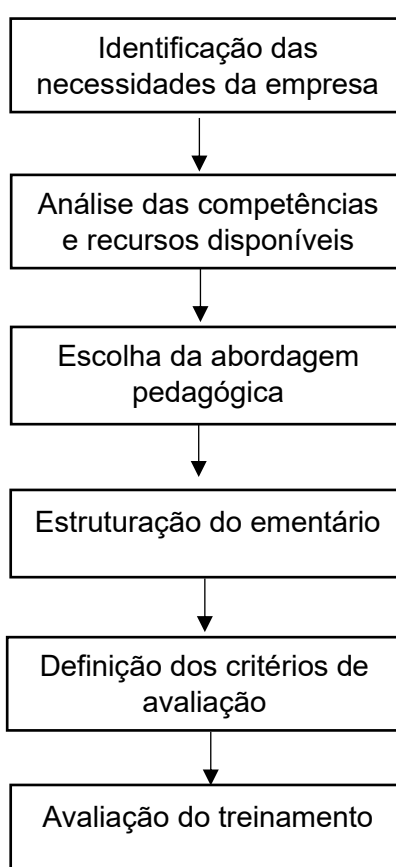 Identificação das
necessidades da empresa
Análise das competências
e recursos disponíveis
Escolha da abordagem
pedagógica
Estruturação do ementário
Definição dos critérios de
avaliação
Avaliação do treinamento